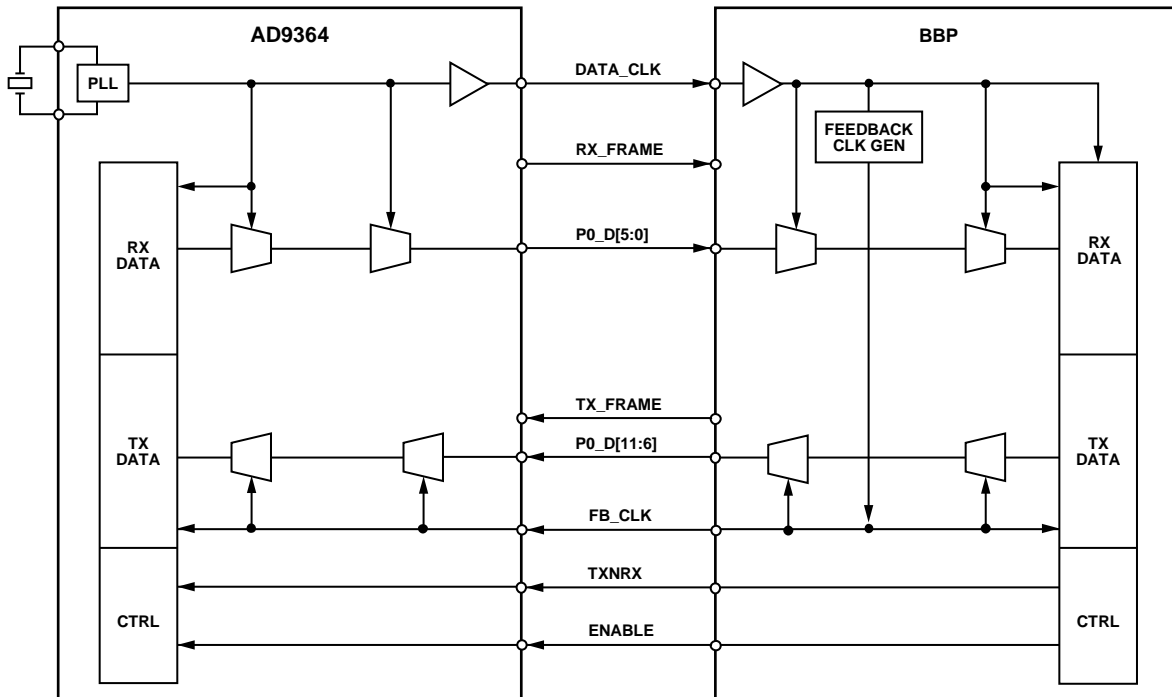 AD9364
BBP
PLL
DATA_CLK
FEEDBACK
CLK GEN
RX_FRAME
RX
DATA
P0_D[5:0]
RX
DATA
TX_FRAME
TX
DATA
P0_D[11:6]
TX
DATA
FB_CLK
TXNRX
CTRL
CTRL
ENABLE